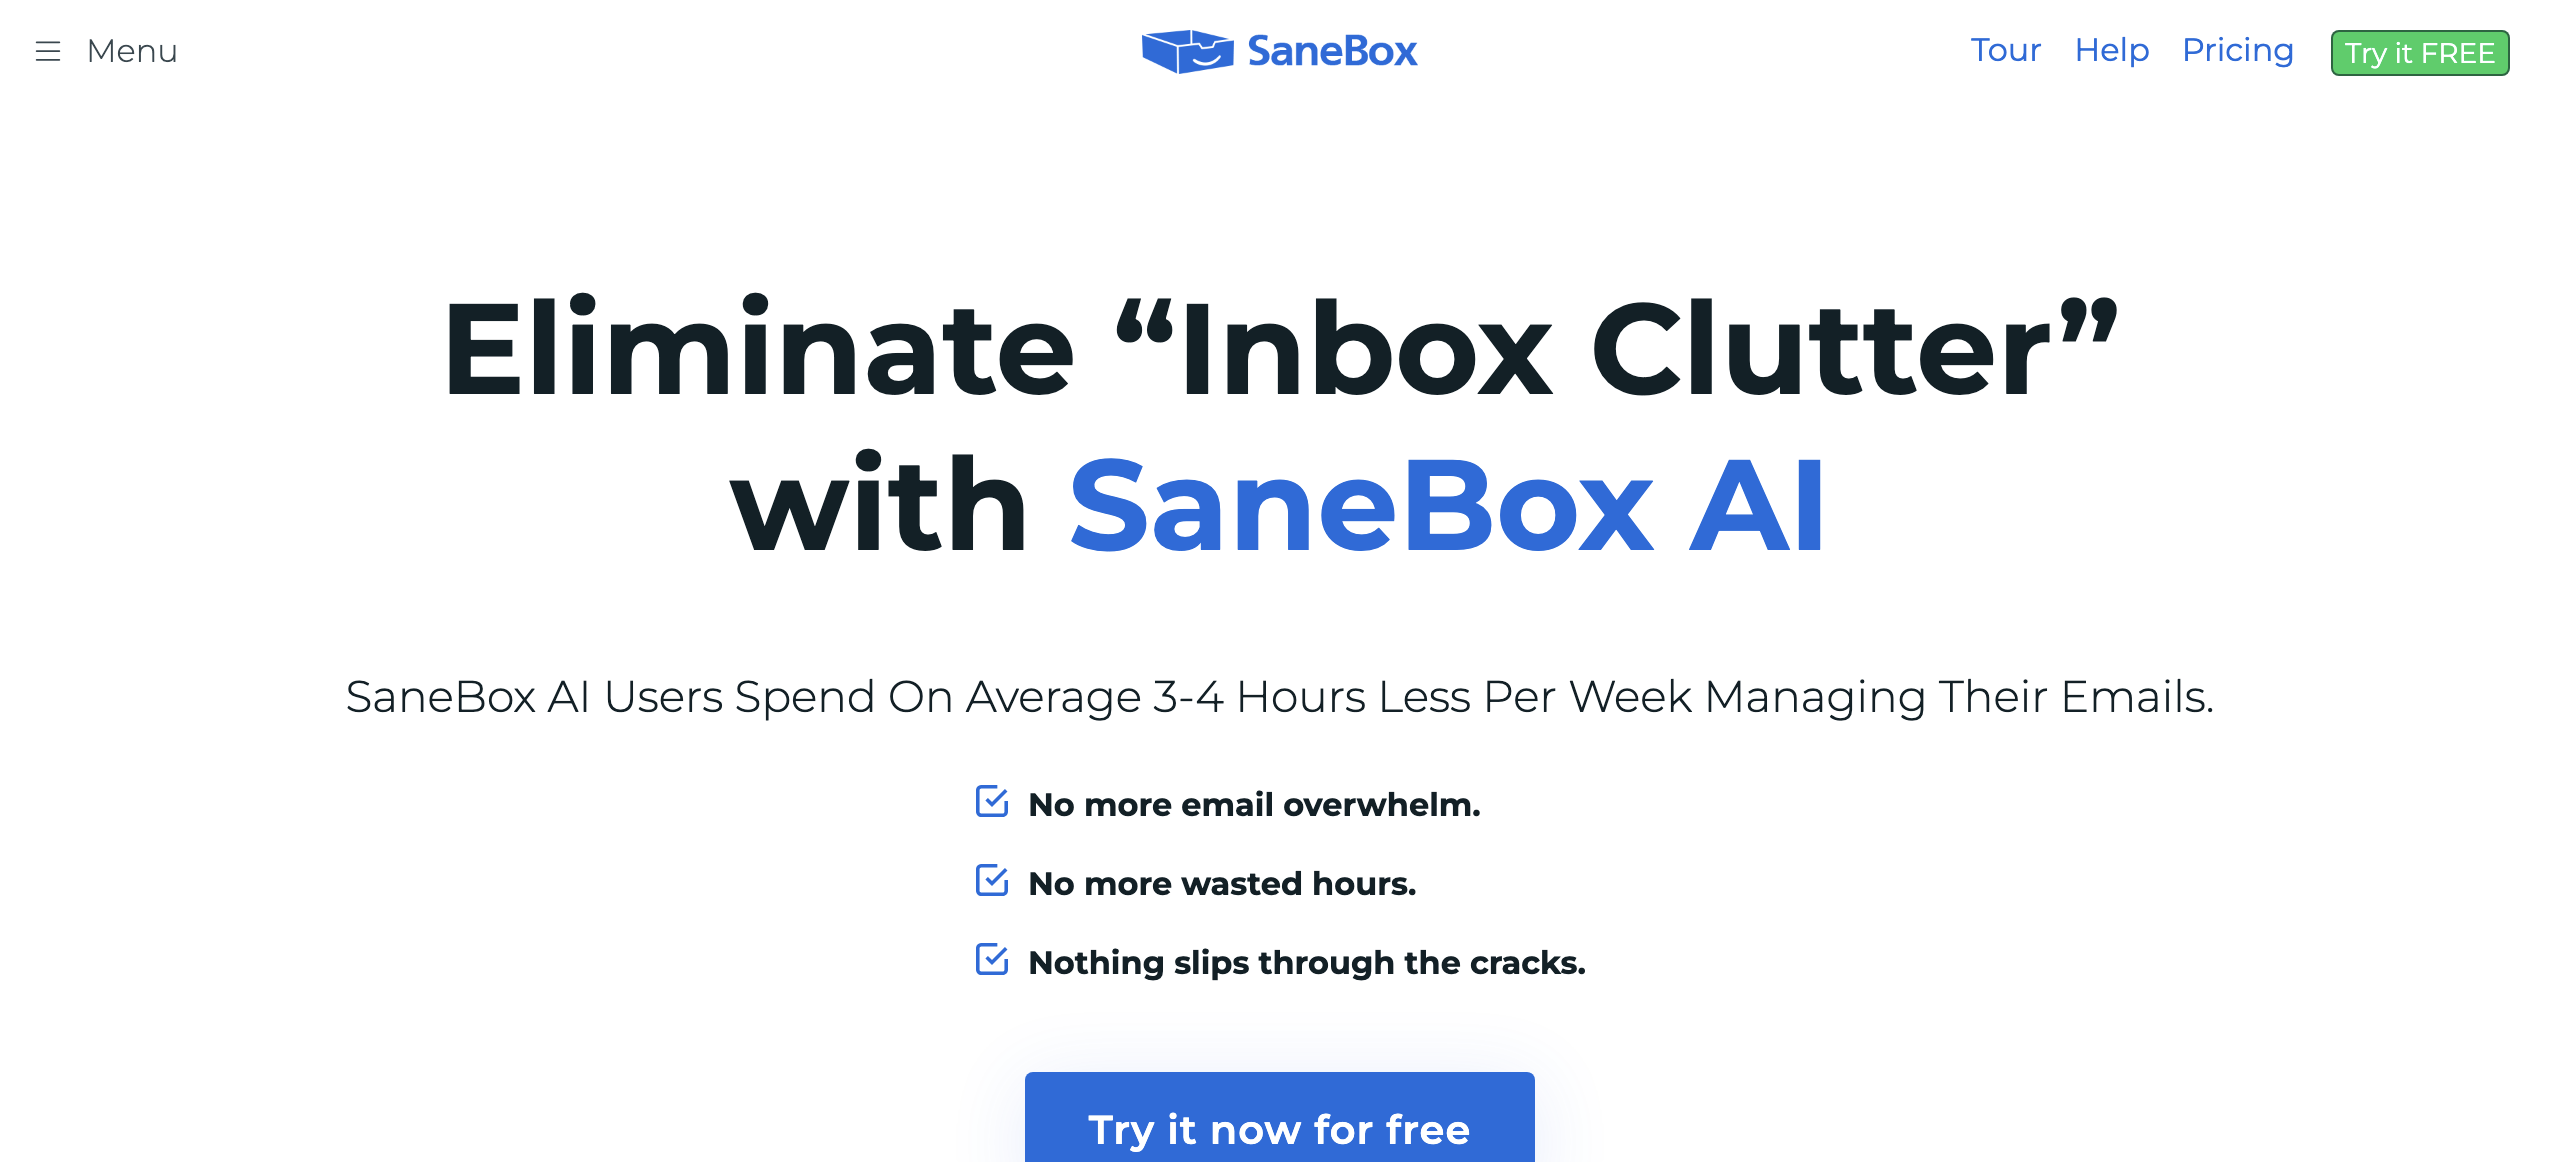 Menu
SaneBox
Tour Help Pricing Try it FREE
Eliminate “Inbox Clutter”
with SaneBox AI
SaneBox AI Users Spend On Average 3-4 Hours Less Per Week Managing Their Emails.
No more email overwhelm.
No more wasted hours.
Nothing slips through the cracks.
Try it now for free